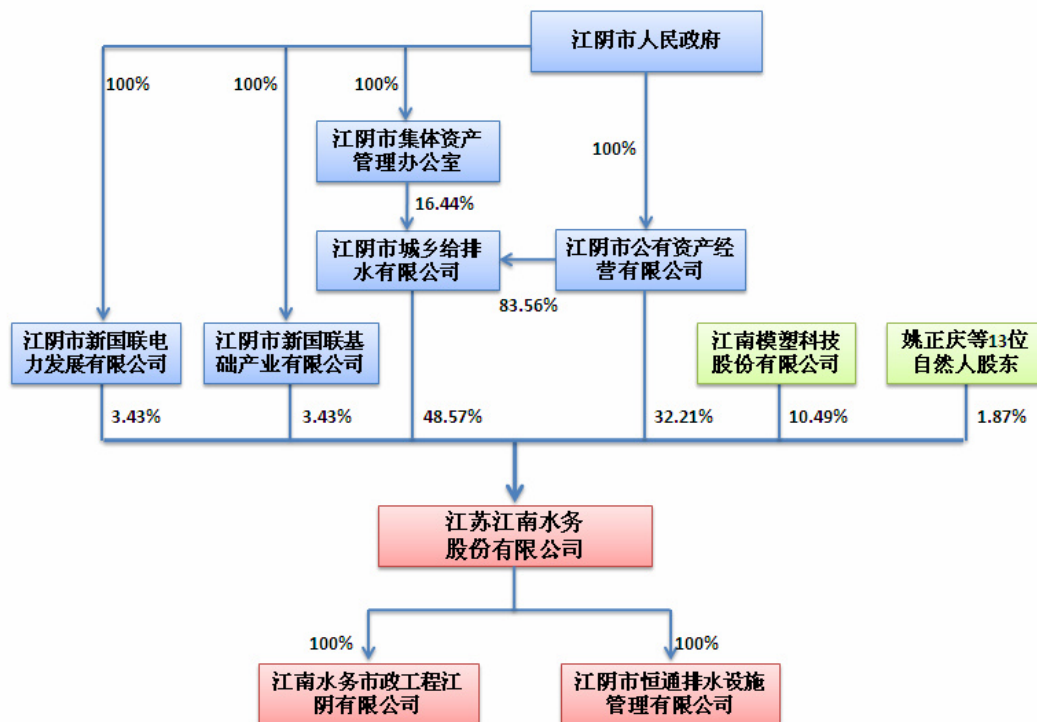 江阴市人民政府
100%
100%
100%
江阴市集体资产
管理办公室
100%
16.44%
江阴市城乡给排
水有限公司
江阴市公有资产经
营有限公司
83.56%
江阴市新国联电
力发展有限公司
江阴市新国联基
础产业有限公司
江南模塑科技
股份有限公司
姚正庆等13位
自然人股东
3.43%
3.43%
48.57%
32.21%
10.49%
1.87%
江苏江南水务
股份有限公司
100%
100%
江南水务市政工程江
阴有限公司
江阴市恒通排水设施
管理有限公司